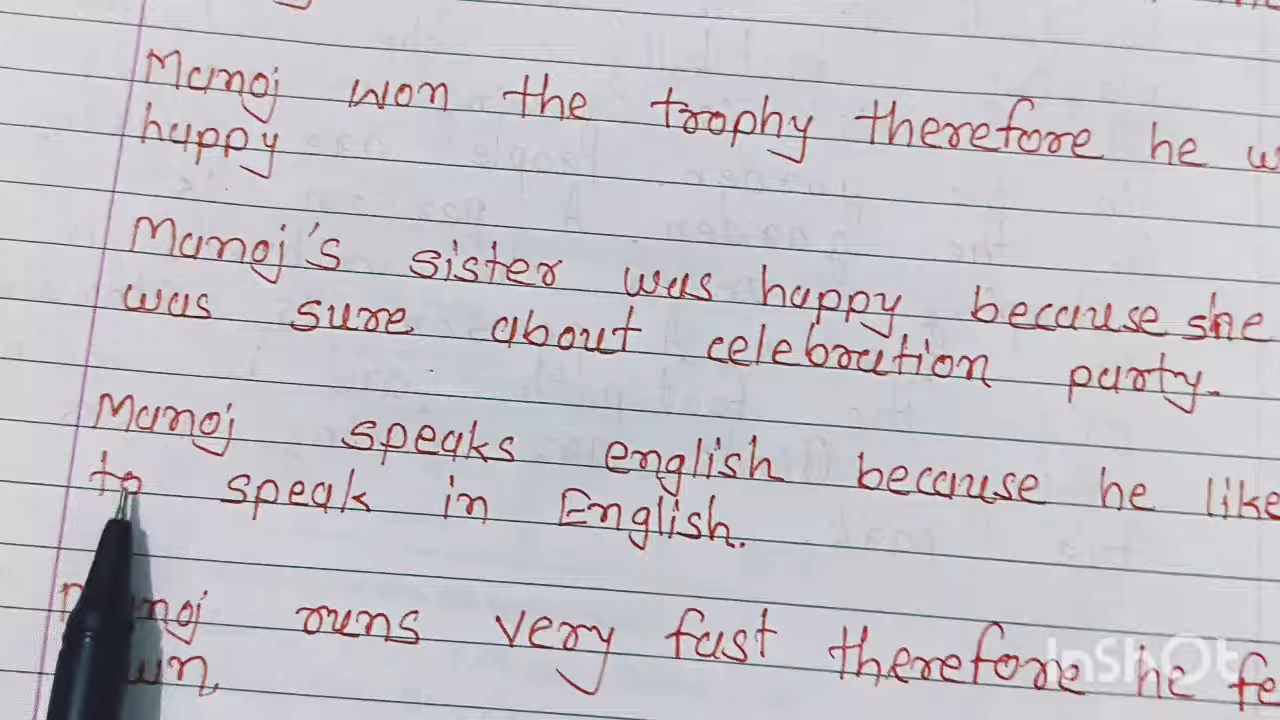 Manoj won the trophy therefore he
happy
Manoj's sister was happy because she
was sure about celebration party.
Manoj speaks english because he like
to speak in English.
runs very fast therefore he
InShOt